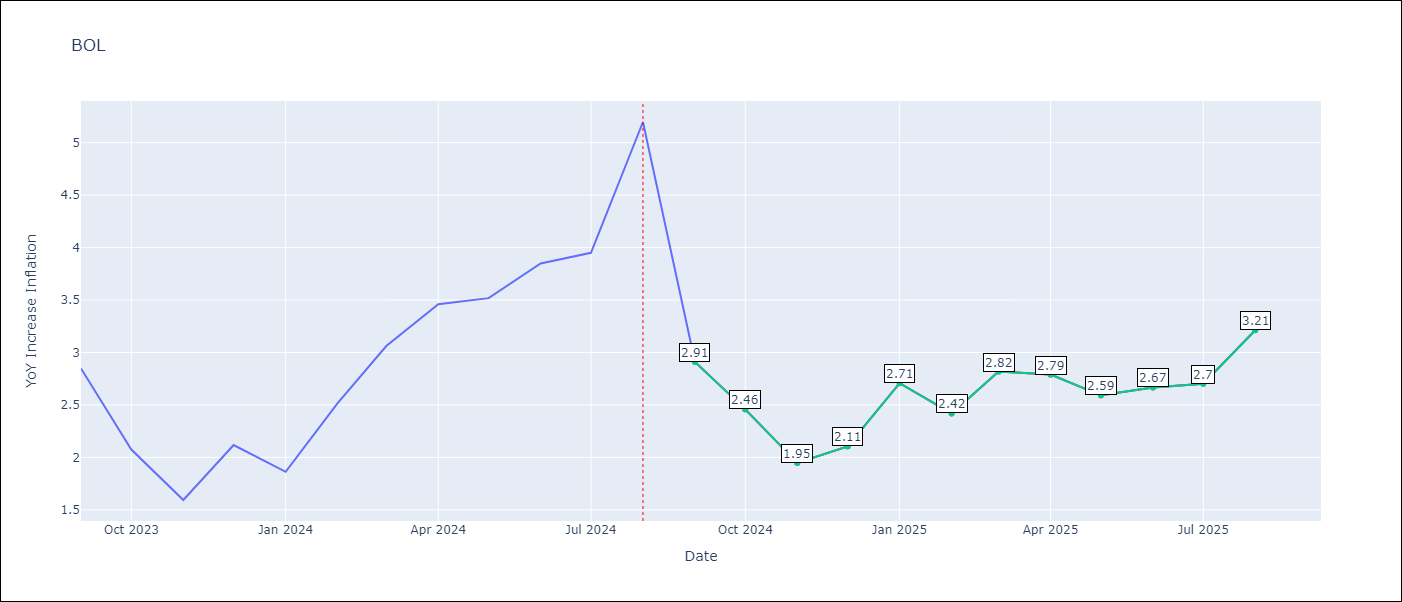 BOL
YoY Increase Inflation
5
4.5
4
3.5
3
2.5
2
1.5
2.91
2.46
1.95
2.11
2.71
2.42
2.82
2.79
2.59
2.67
2.7
3.21
Oct 2023
Jan 2024
Apr 2024
Jul 2024
Oct 2024
Jan 2025
Apr 2025
Jul 2025
Date